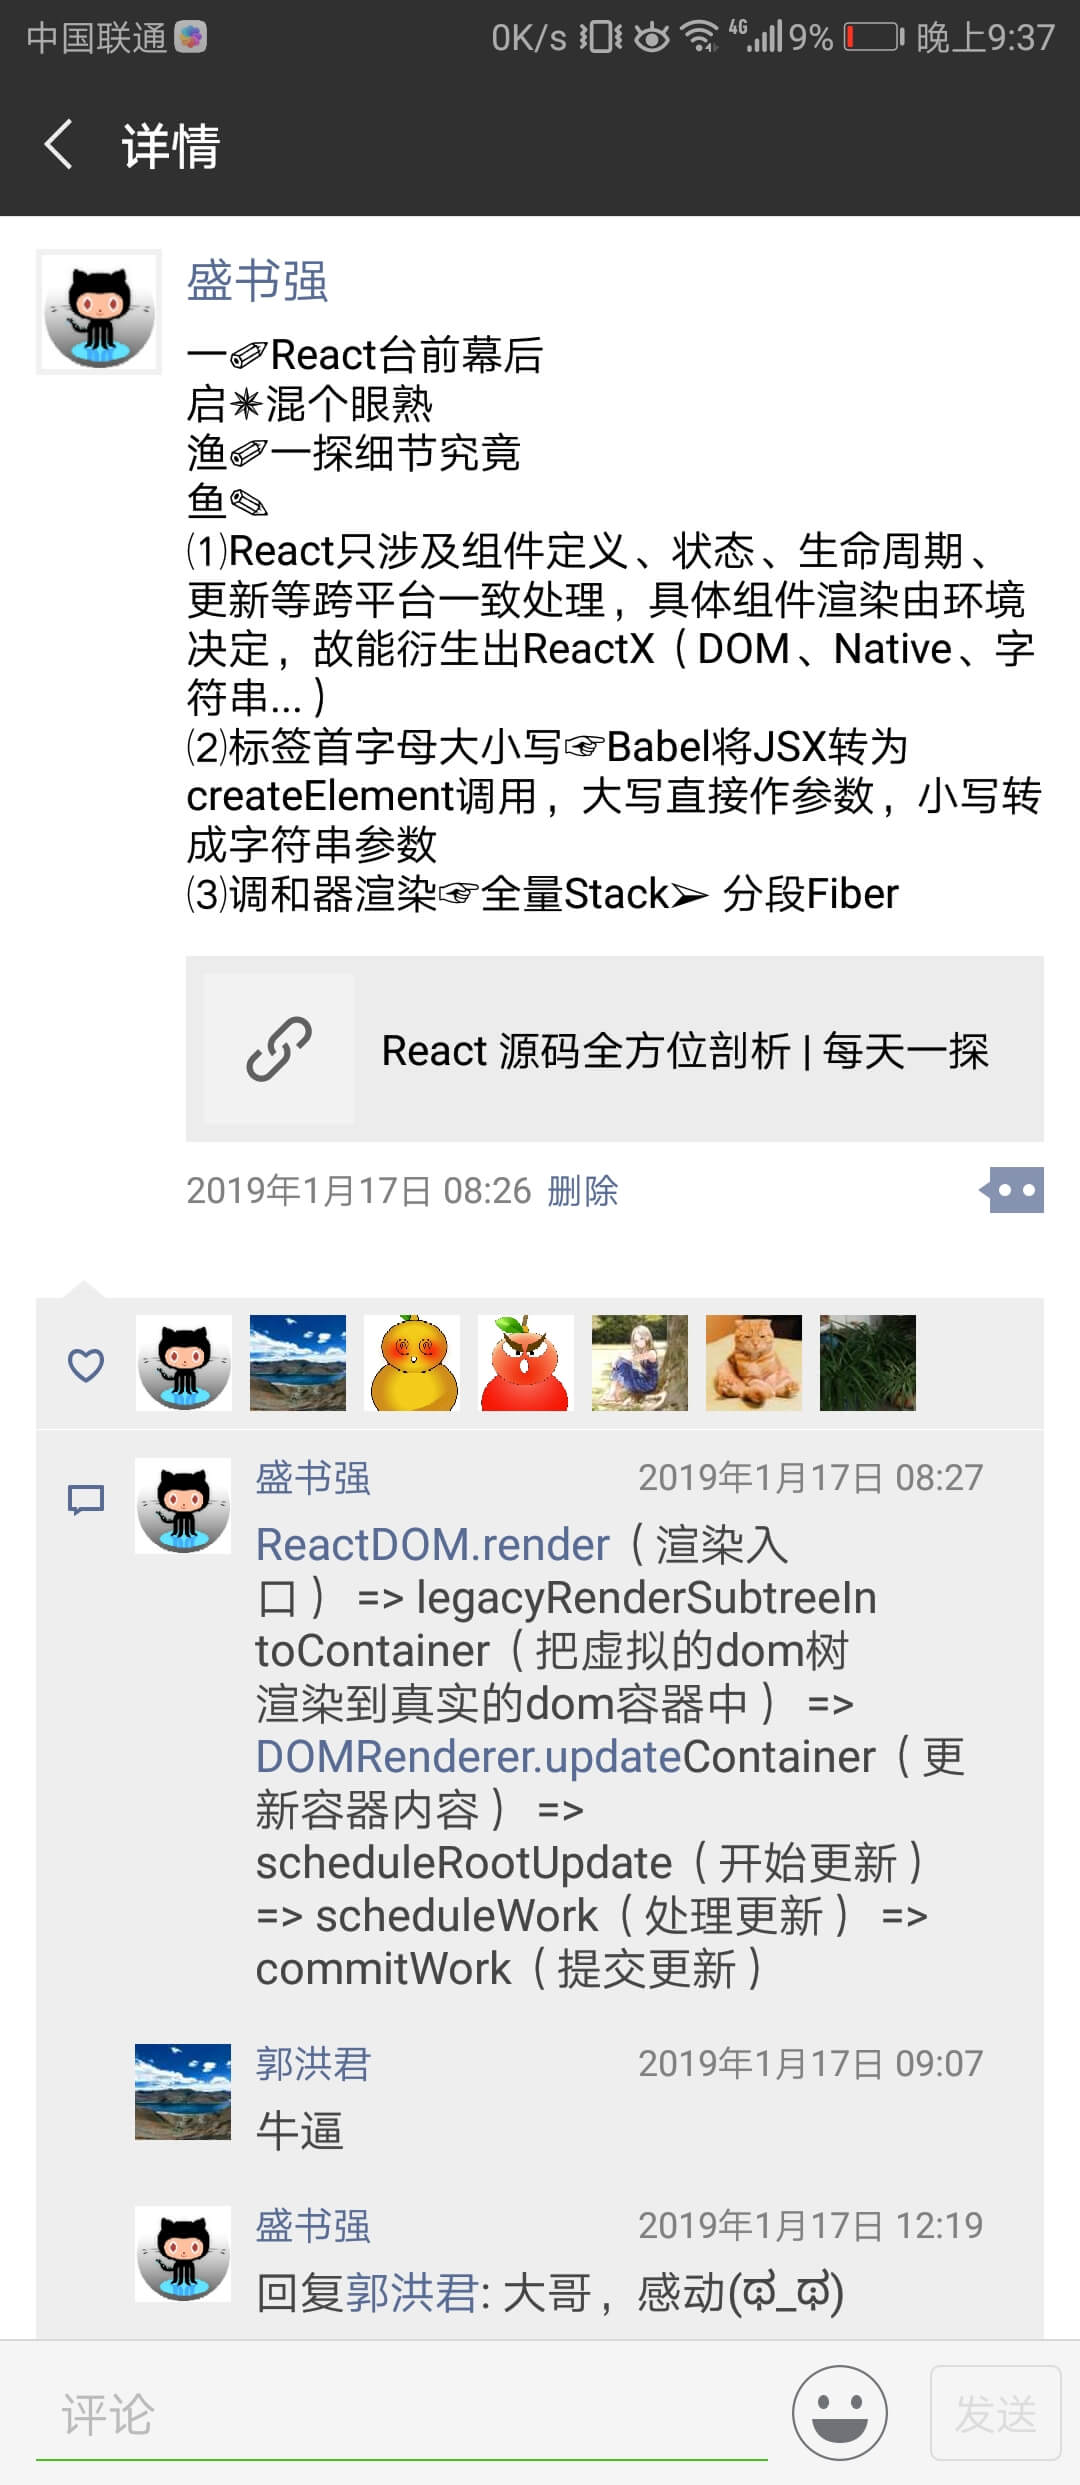 中国联通
0K/s 4G 9% 晚上9:37
详情
盛书强
一✐React台前幕后
启✴混个眼熟
渔✐一探细节究竟
鱼✎
⑴React只涉及组件定义、状态、生命周期、
更新等跨平台一致处理，具体组件渲染由环境
决定，故能衍生出ReactX（DOM、Native、字
符串...）
⑵标签首字母大小写☞Babel将JSX转为
createElement调用，大写直接作参数，小写转
成字符串参数
⑶调和器渲染☞全量Stack➢ 分段Fiber
React 源码全方位剖析 | 每天一探
2019年1月17日 08:26 删除
盛书强 2019年1月17日 08:27
ReactDOM.render（渲染入
口） => legacyRenderSubtreeIn
toContainer（把虚拟的dom树
渲染到真实的dom容器中） =>
DOMRenderer.updateContainer（更
新容器内容） =>
scheduleRootUpdate（开始更新）
=> scheduleWork（处理更新） =>
commitWork（提交更新）
郭洪君 2019年1月17日 09:07
牛逼
盛书强 2019年1月17日 12:19
回复郭洪君: 大哥，感动(ಥ_ಥ)
评论 发送